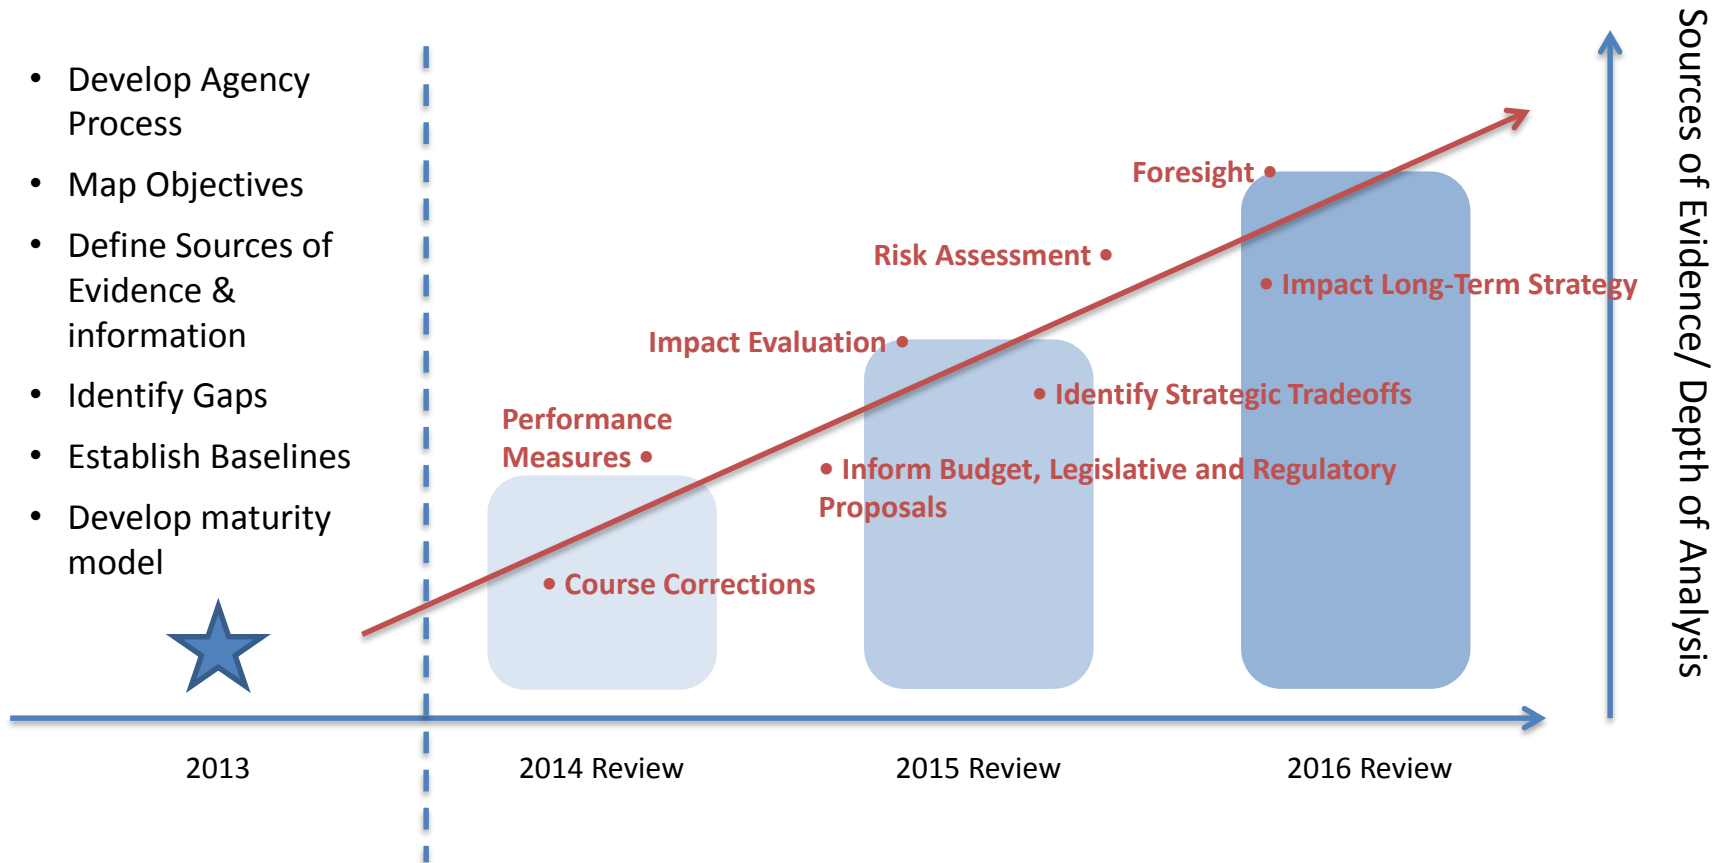 • Develop Agency
Process
• Map Objectives
• Define Sources of
Evidence &
information
• Identify Gaps
• Establish Baselines
• Develop maturity
model
Foresight •
Risk Assessment •
• Impact Long-Term Strategy
Impact Evaluation •
• Identify Strategic Tradeoffs
Performance
Measures •
• Inform Budget, Legislative and Regulatory
Proposals
• Course Corrections
2013
2014 Review
2015 Review
2016 Review
Sources of Evidence/ Depth of Analysis